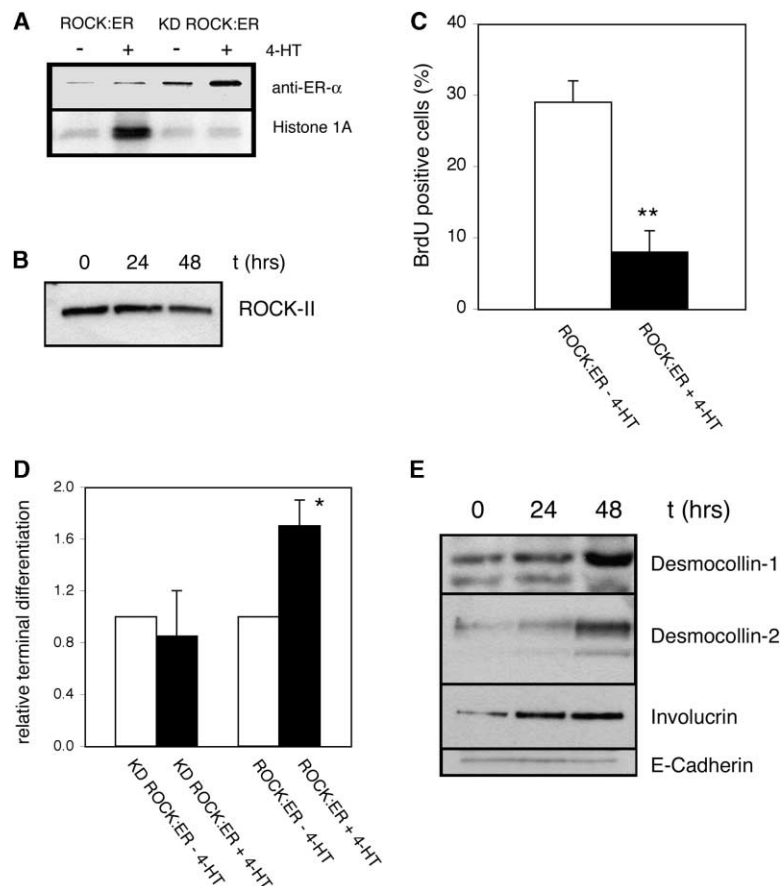 A
ROCK:ER KD ROCK:ER
- + - + 4-HT
anti-ER-α
Histone 1A
B
0 24 48 t (hrs)
ROCK-II
C
BrdU positive cells (%)
40
30
20
10
0
**
ROCK:ER - 4-HT
ROCK:ER + 4-HT
D
relative terminal differentiation
2.0
1.6
1.2
0.8
0.4
0.0
*
KD ROCK:ER - 4-HT
KD ROCK:ER + 4-HT
ROCK:ER - 4-HT
ROCK:ER + 4-HT
E
0 24 48 t (hrs)
Desmocollin-1
Desmocollin-2
Involucrin
E-Cadherin